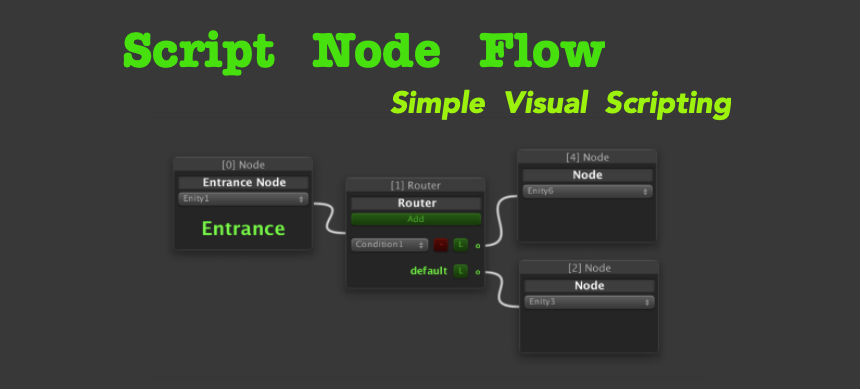 Script Node Flow
Simple Visual Scripting
[0] Node
Entrance Node
Enity1
Entrance
[1] Router
Router
Add
Condition1 - L
default L
[4] Node
Node
Enity6
[2] Node
Node
Enity3